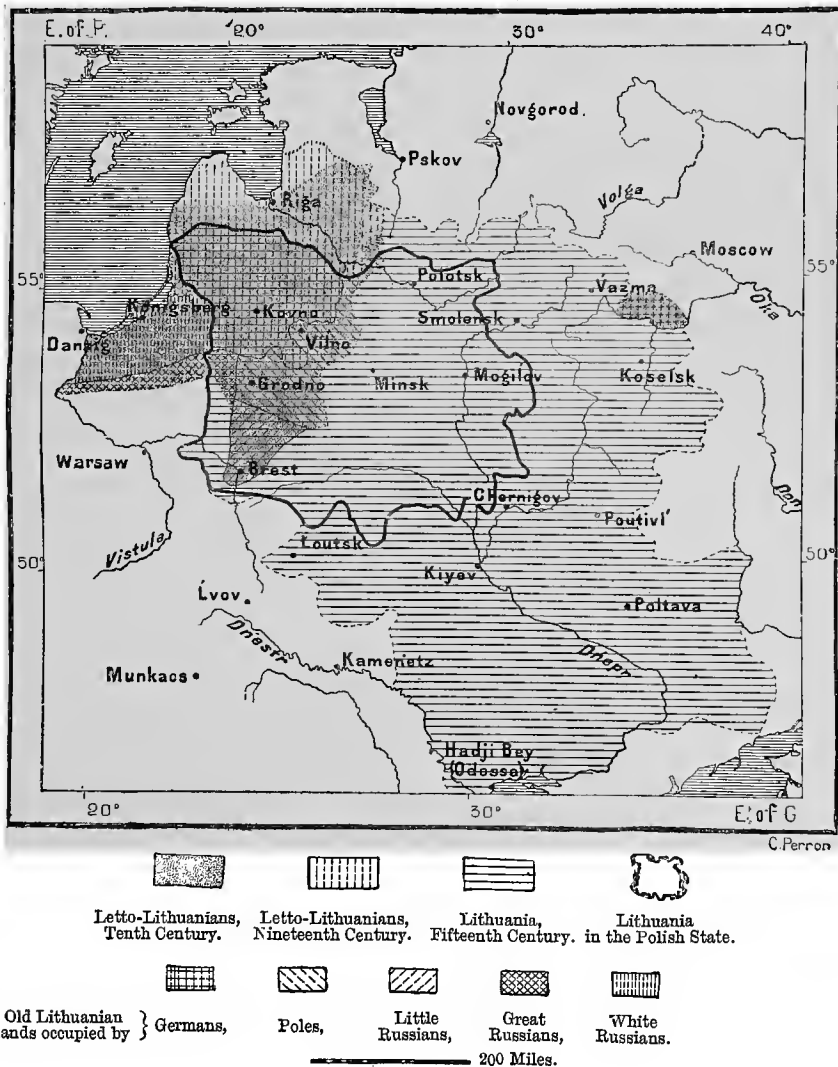 E. of P. 20° 30° 40°
Novgorod.
Pskov
Riga
Volga
Moscow
55° 55°
Polotsk
Vazma
Oka
Königsberg
Kovno
Smolensk
Danzig
Vilno
Grodno
Minsk
Mogilov
Koselsk
Warsaw
Brest
Don
Chernigov
Poutivl'
Vistula
Loutsk
50° 50°
Kiyev
Lvov
Poltava
Dnestr
Dnepr
Kamenetz
Munkacs
Hadji Bey
(Odossa)
20° 30° E. of G
C. Perron
Letto-Lithuanians, Letto-Lithuanians, Lithuania, Lithuania
Tenth Century. Nineteenth Century. Fifteenth Century. in the Polish State.
Old Lithuanian
ands occupied by } Germans, Poles, Little Great White
Russians, Russians, Russians.
200 Miles.